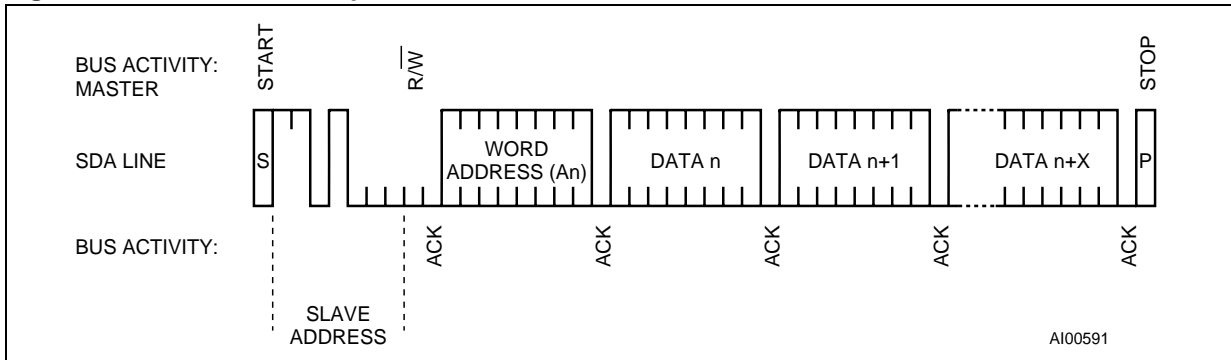 BUS ACTIVITY:
MASTER
START
R/W
STOP
SDA LINE
S
WORD
ADDRESS (An)
DATA n
DATA n+1
DATA n+X
P
BUS ACTIVITY:
ACK
ACK
ACK
ACK
ACK
SLAVE
ADDRESS
AI00591